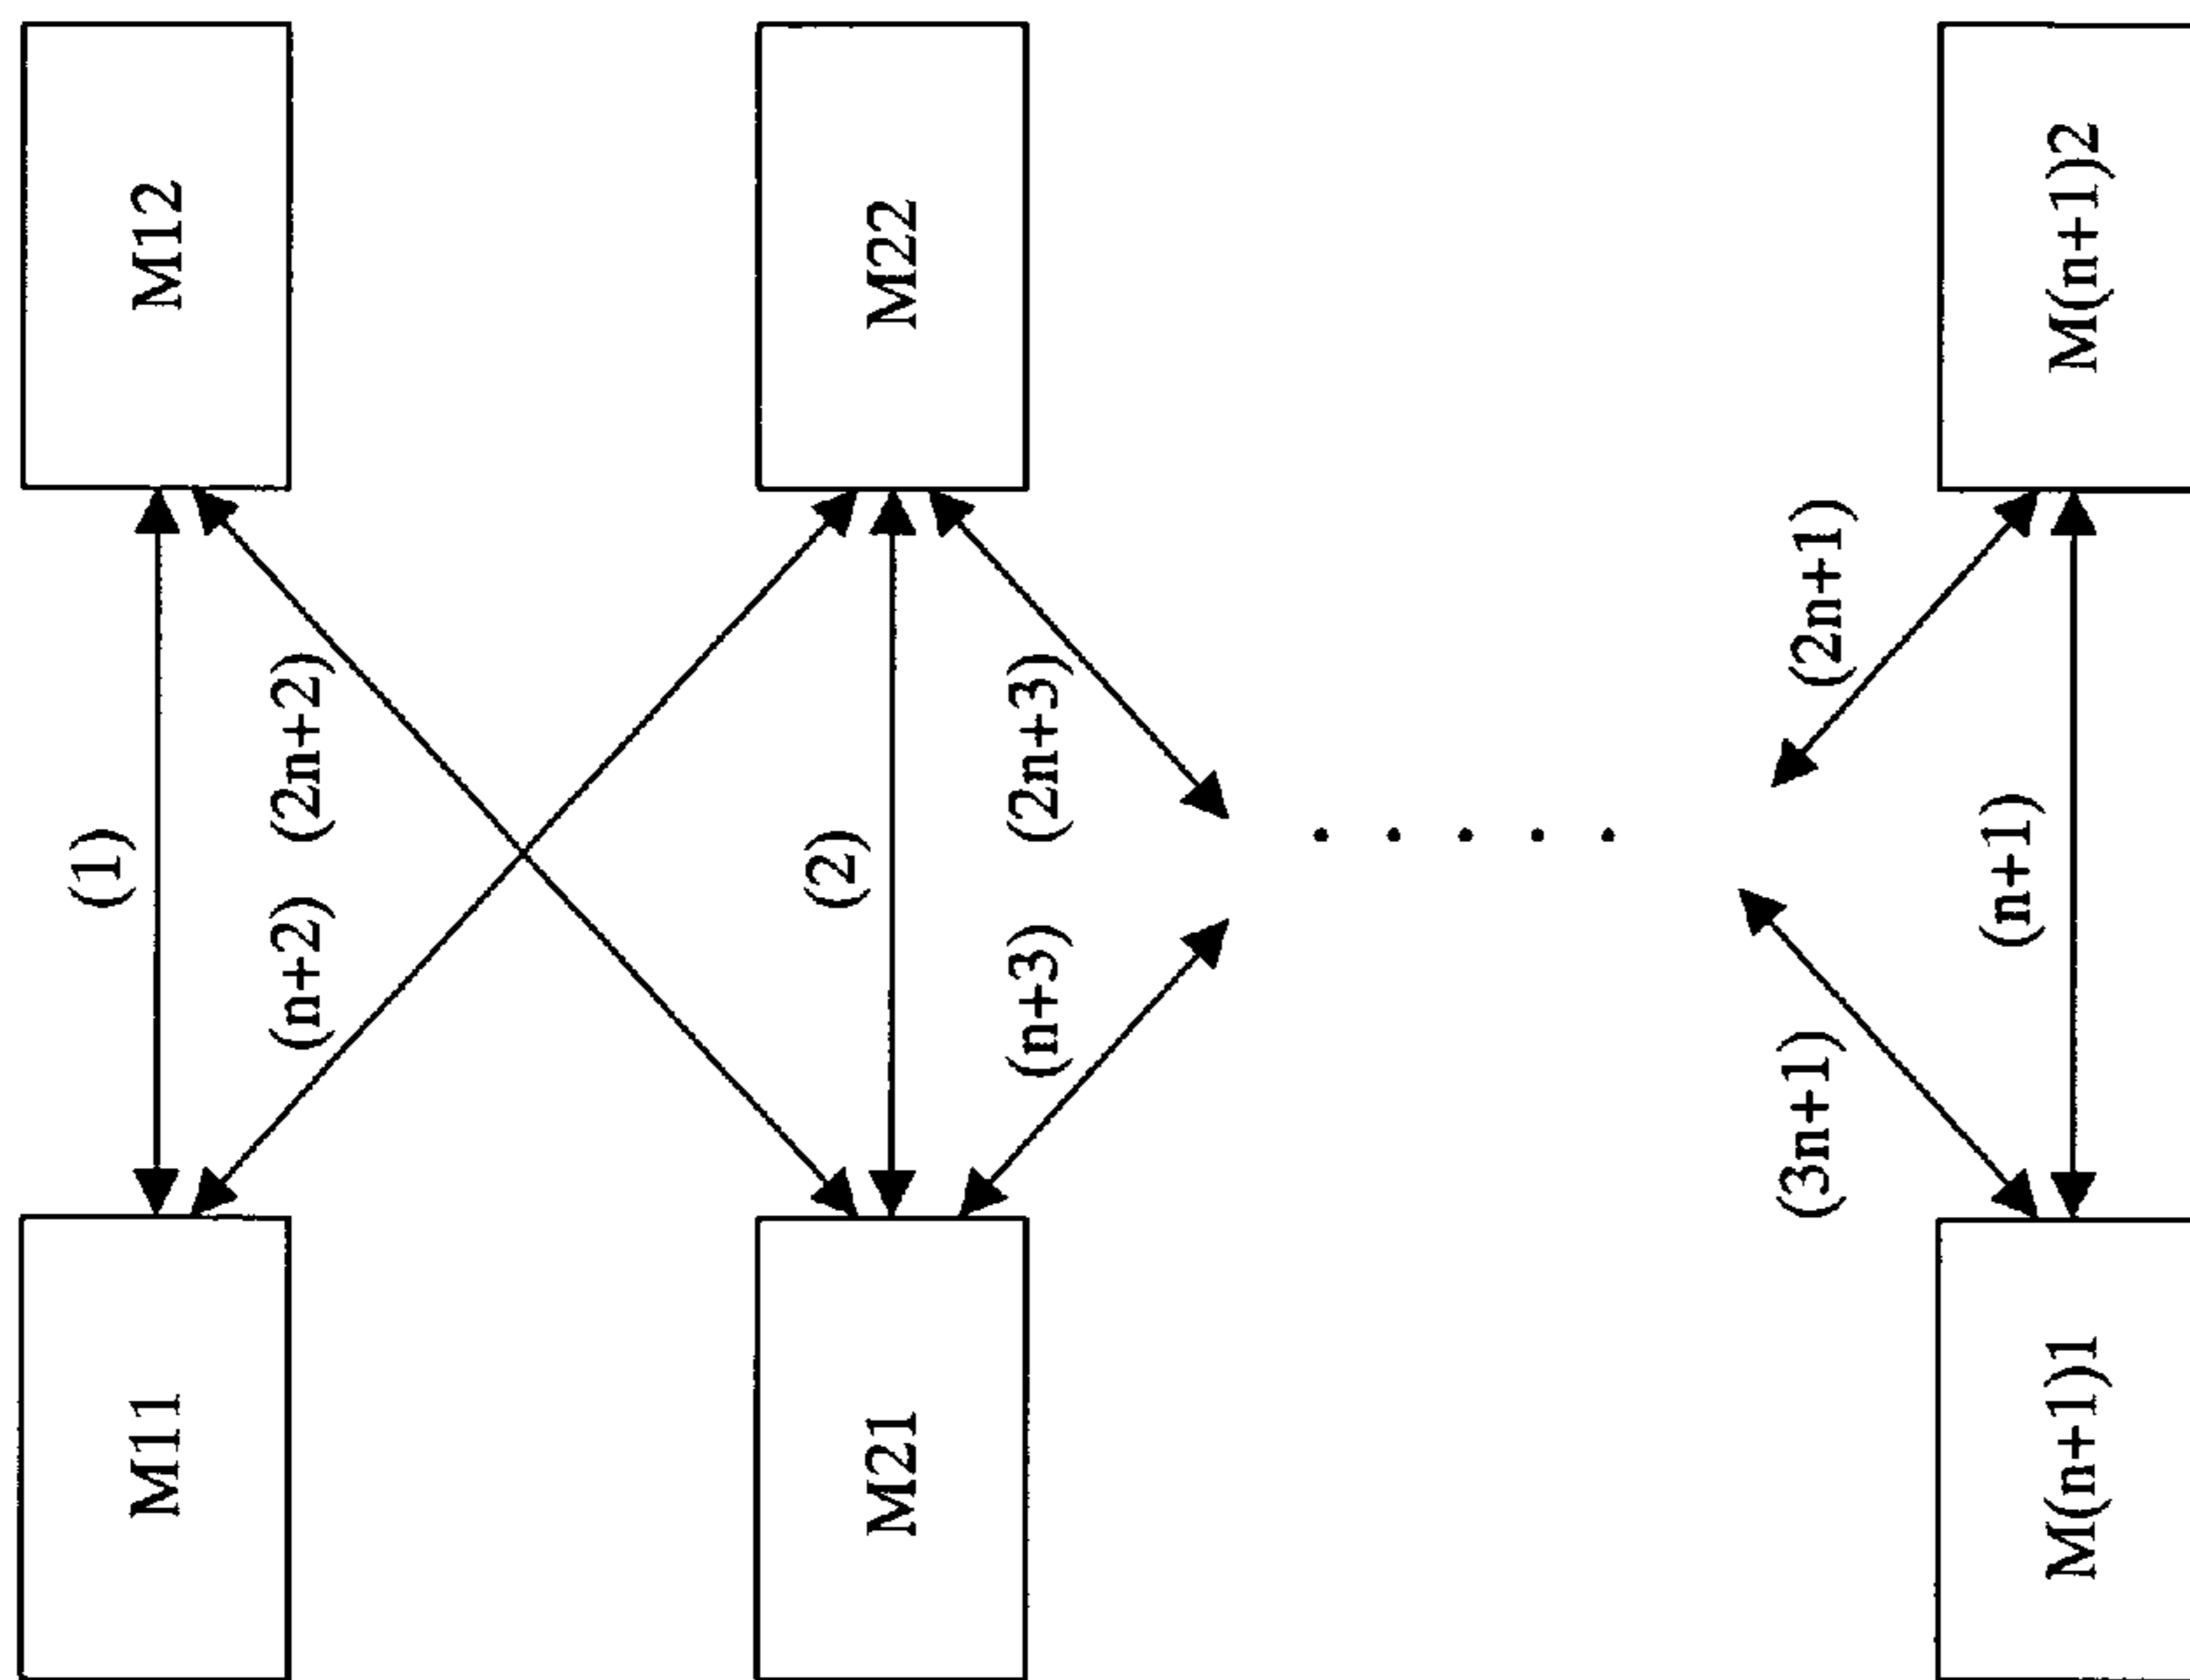 M12
M22
M(n+1)2
(1)
(n+2)
(2n+2)
(2)
(n+3)
(2n+3)
(2n+1)
(n+1)
(3n+1)
M11
M21
M(n+1)1